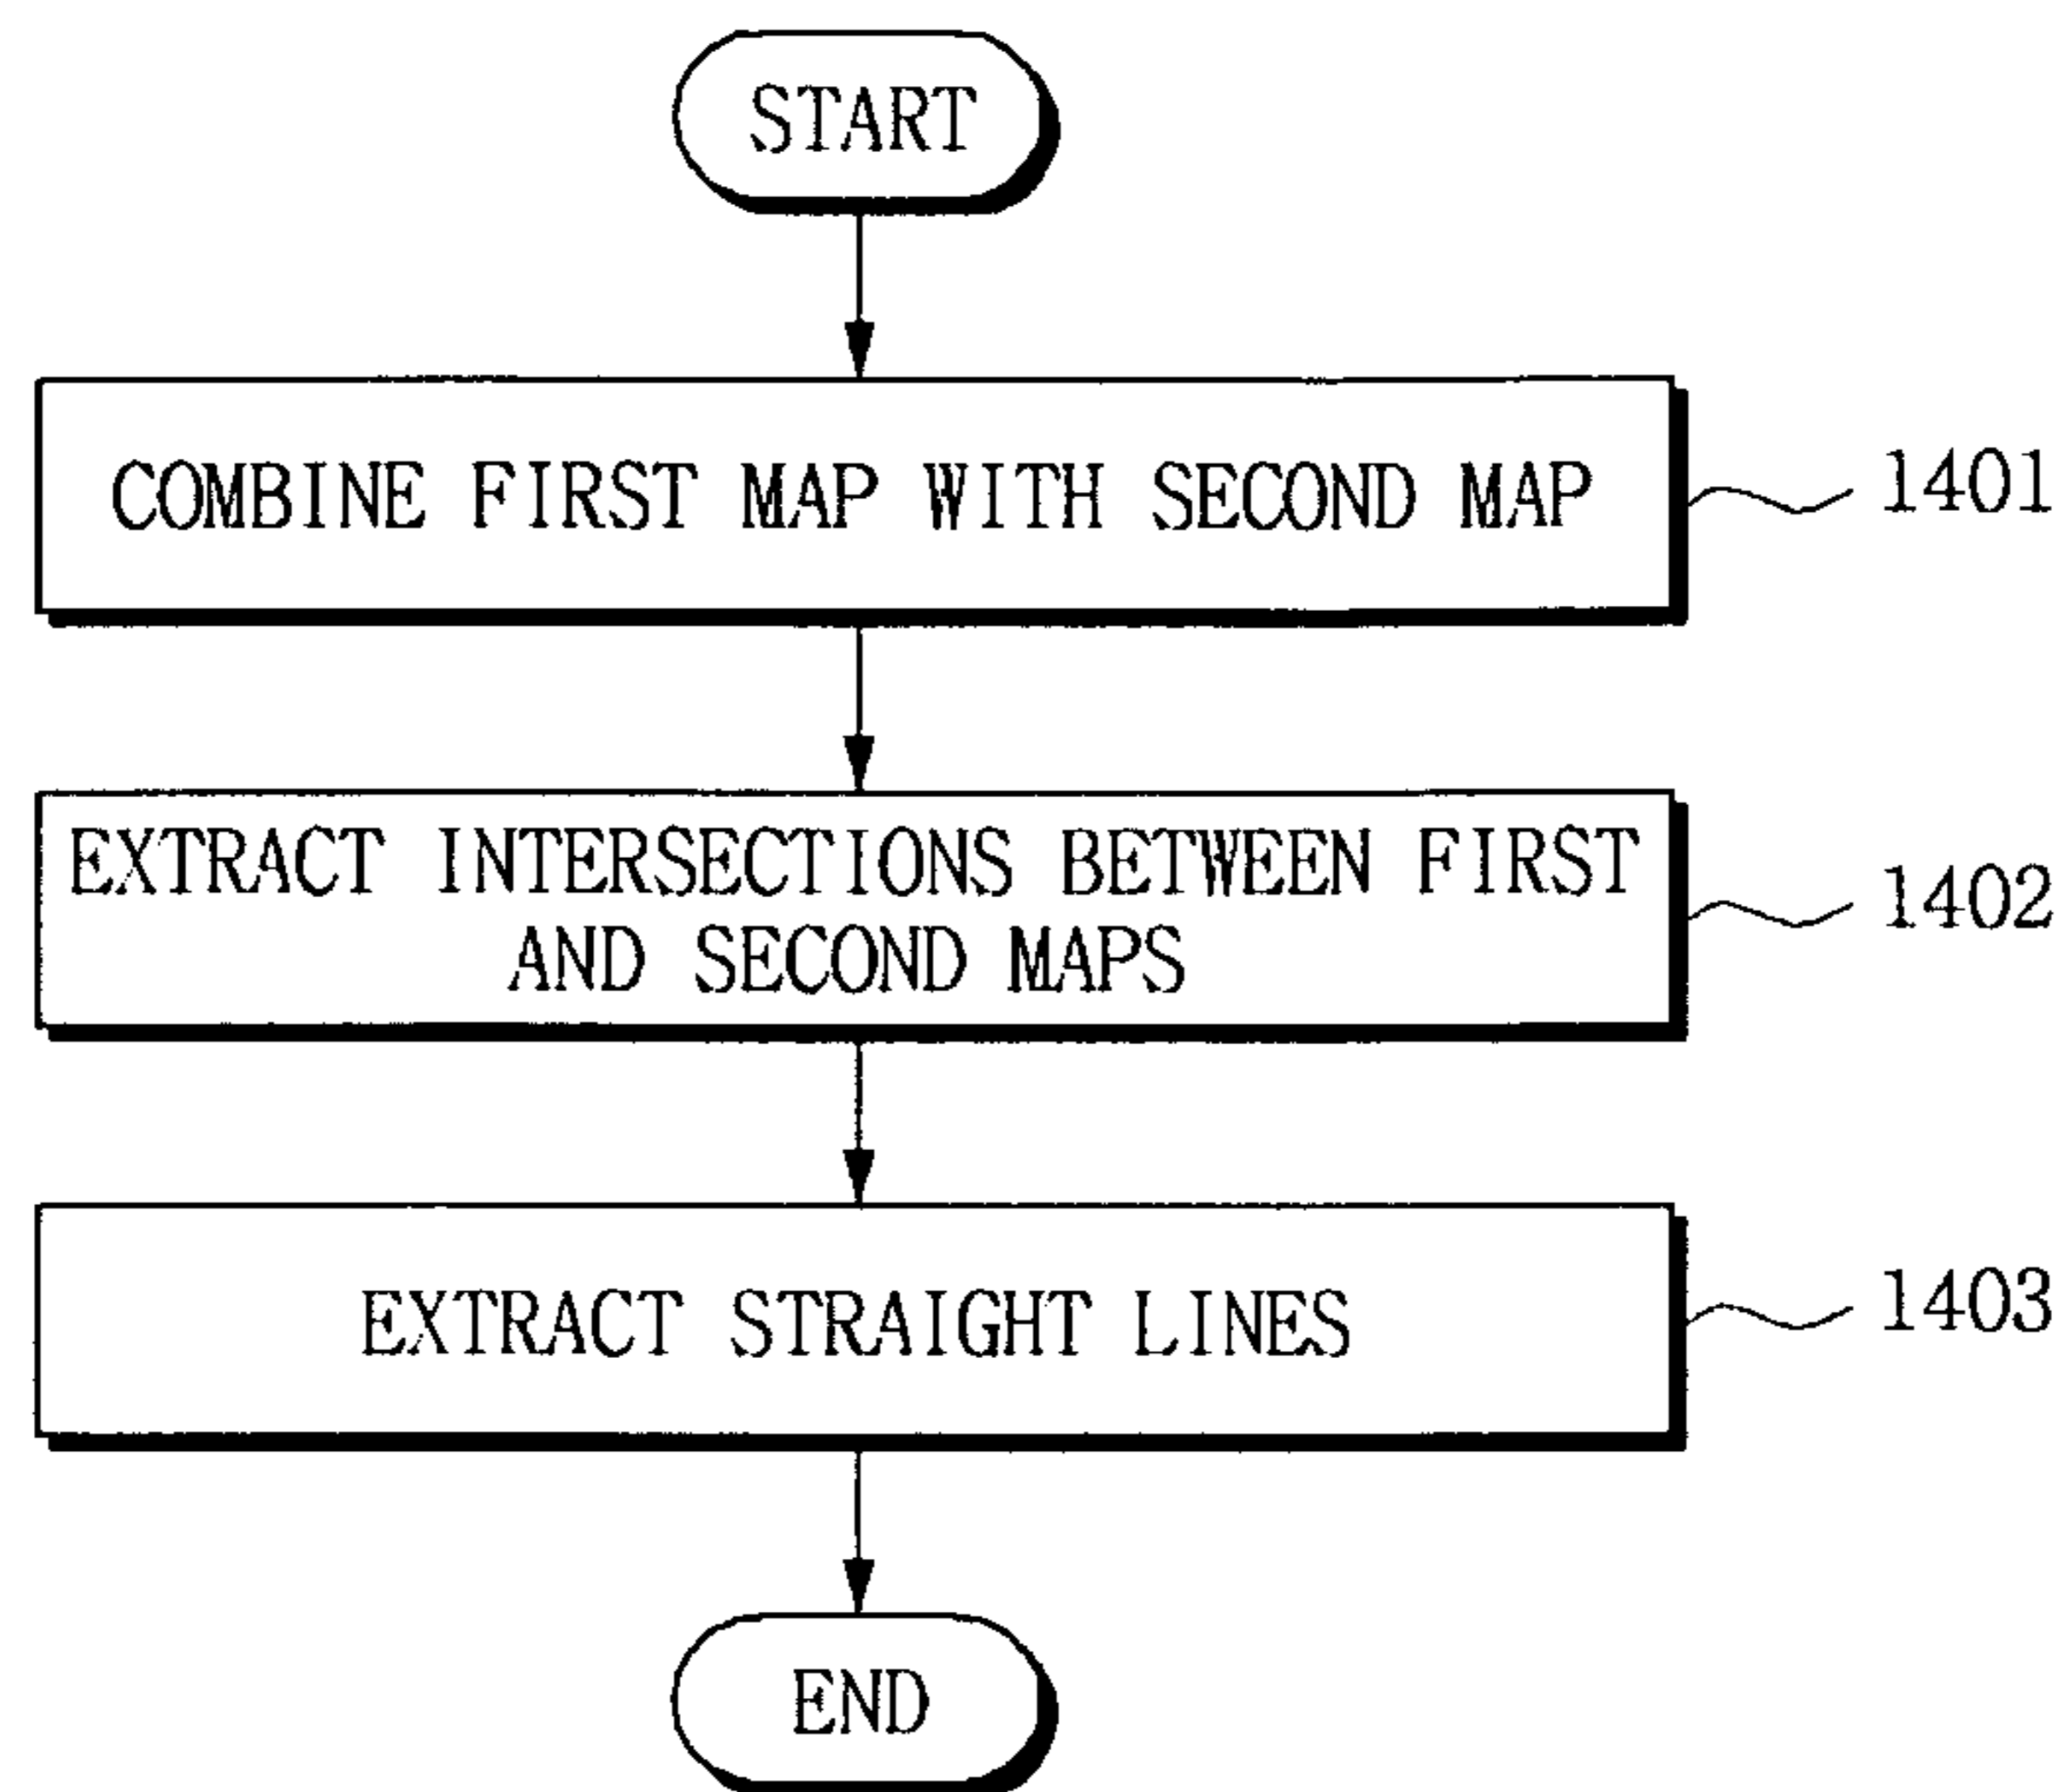 START
COMBINE FIRST MAP WITH SECOND MAP
1401
EXTRACT INTERSECTIONS BETWEEN FIRST
AND SECOND MAPS
1402
EXTRACT STRAIGHT LINES
1403
END